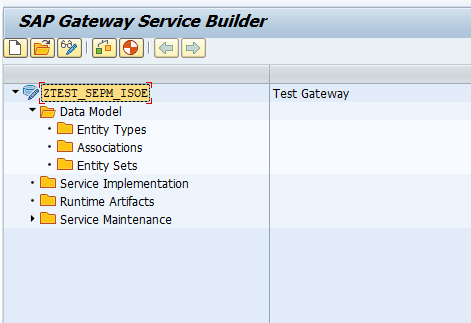 SAP Gateway Service Builder
ZTEST_SEPM_ISOE Test Gateway
Data Model
Entity Types
Associations
Entity Sets
Service Implementation
Runtime Artifacts
Service Maintenance